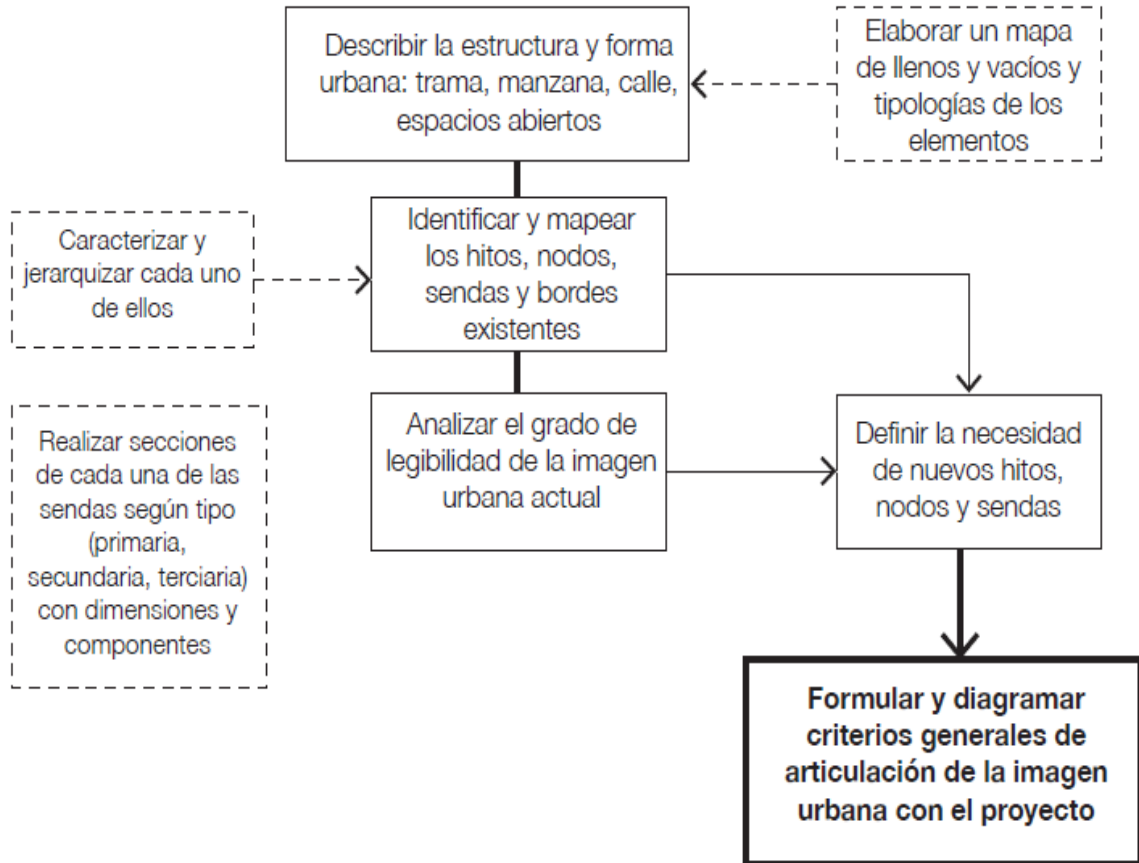 Describir la estructura y forma
urbana: trama, manzana, calle,
espacios abiertos
Elaborar un mapa
de llenos y vacíos y
tipologías de los
elementos
Identificar y mapear
los hitos, nodos,
sendas y bordes
existentes
Caracterizar y
jerarquizar cada uno
de ellos
Analizar el grado de
legibilidad de la imagen
urbana actual
Realizar secciones
de cada una de las
sendas según tipo
(primaria,
secundaria, terciaria)
con dimensiones y
componentes
Definir la necesidad
de nuevos hitos,
nodos y sendas
Formular y diagramar
criterios generales de
articulación de la imagen
urbana con el proyecto